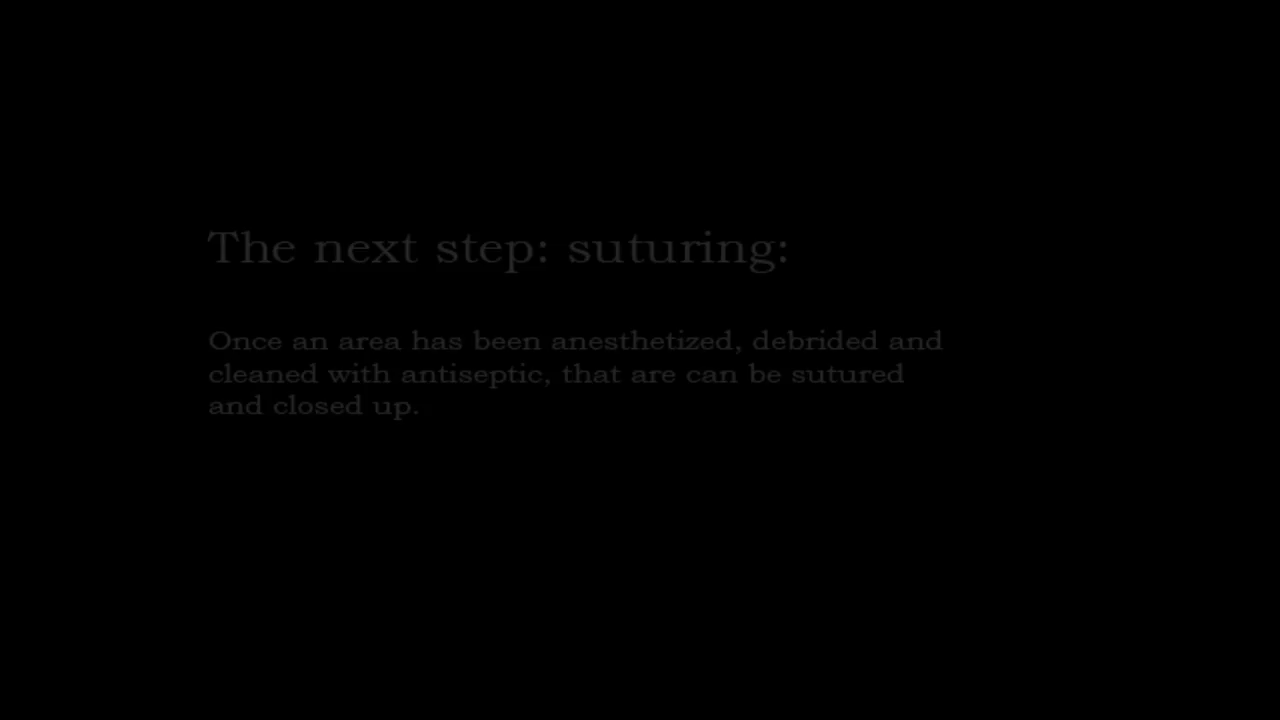 The next step: suturing:
Once an area has been anesthetized, debrided and
cleaned with antiseptic, that are can be sutured
and closed up.